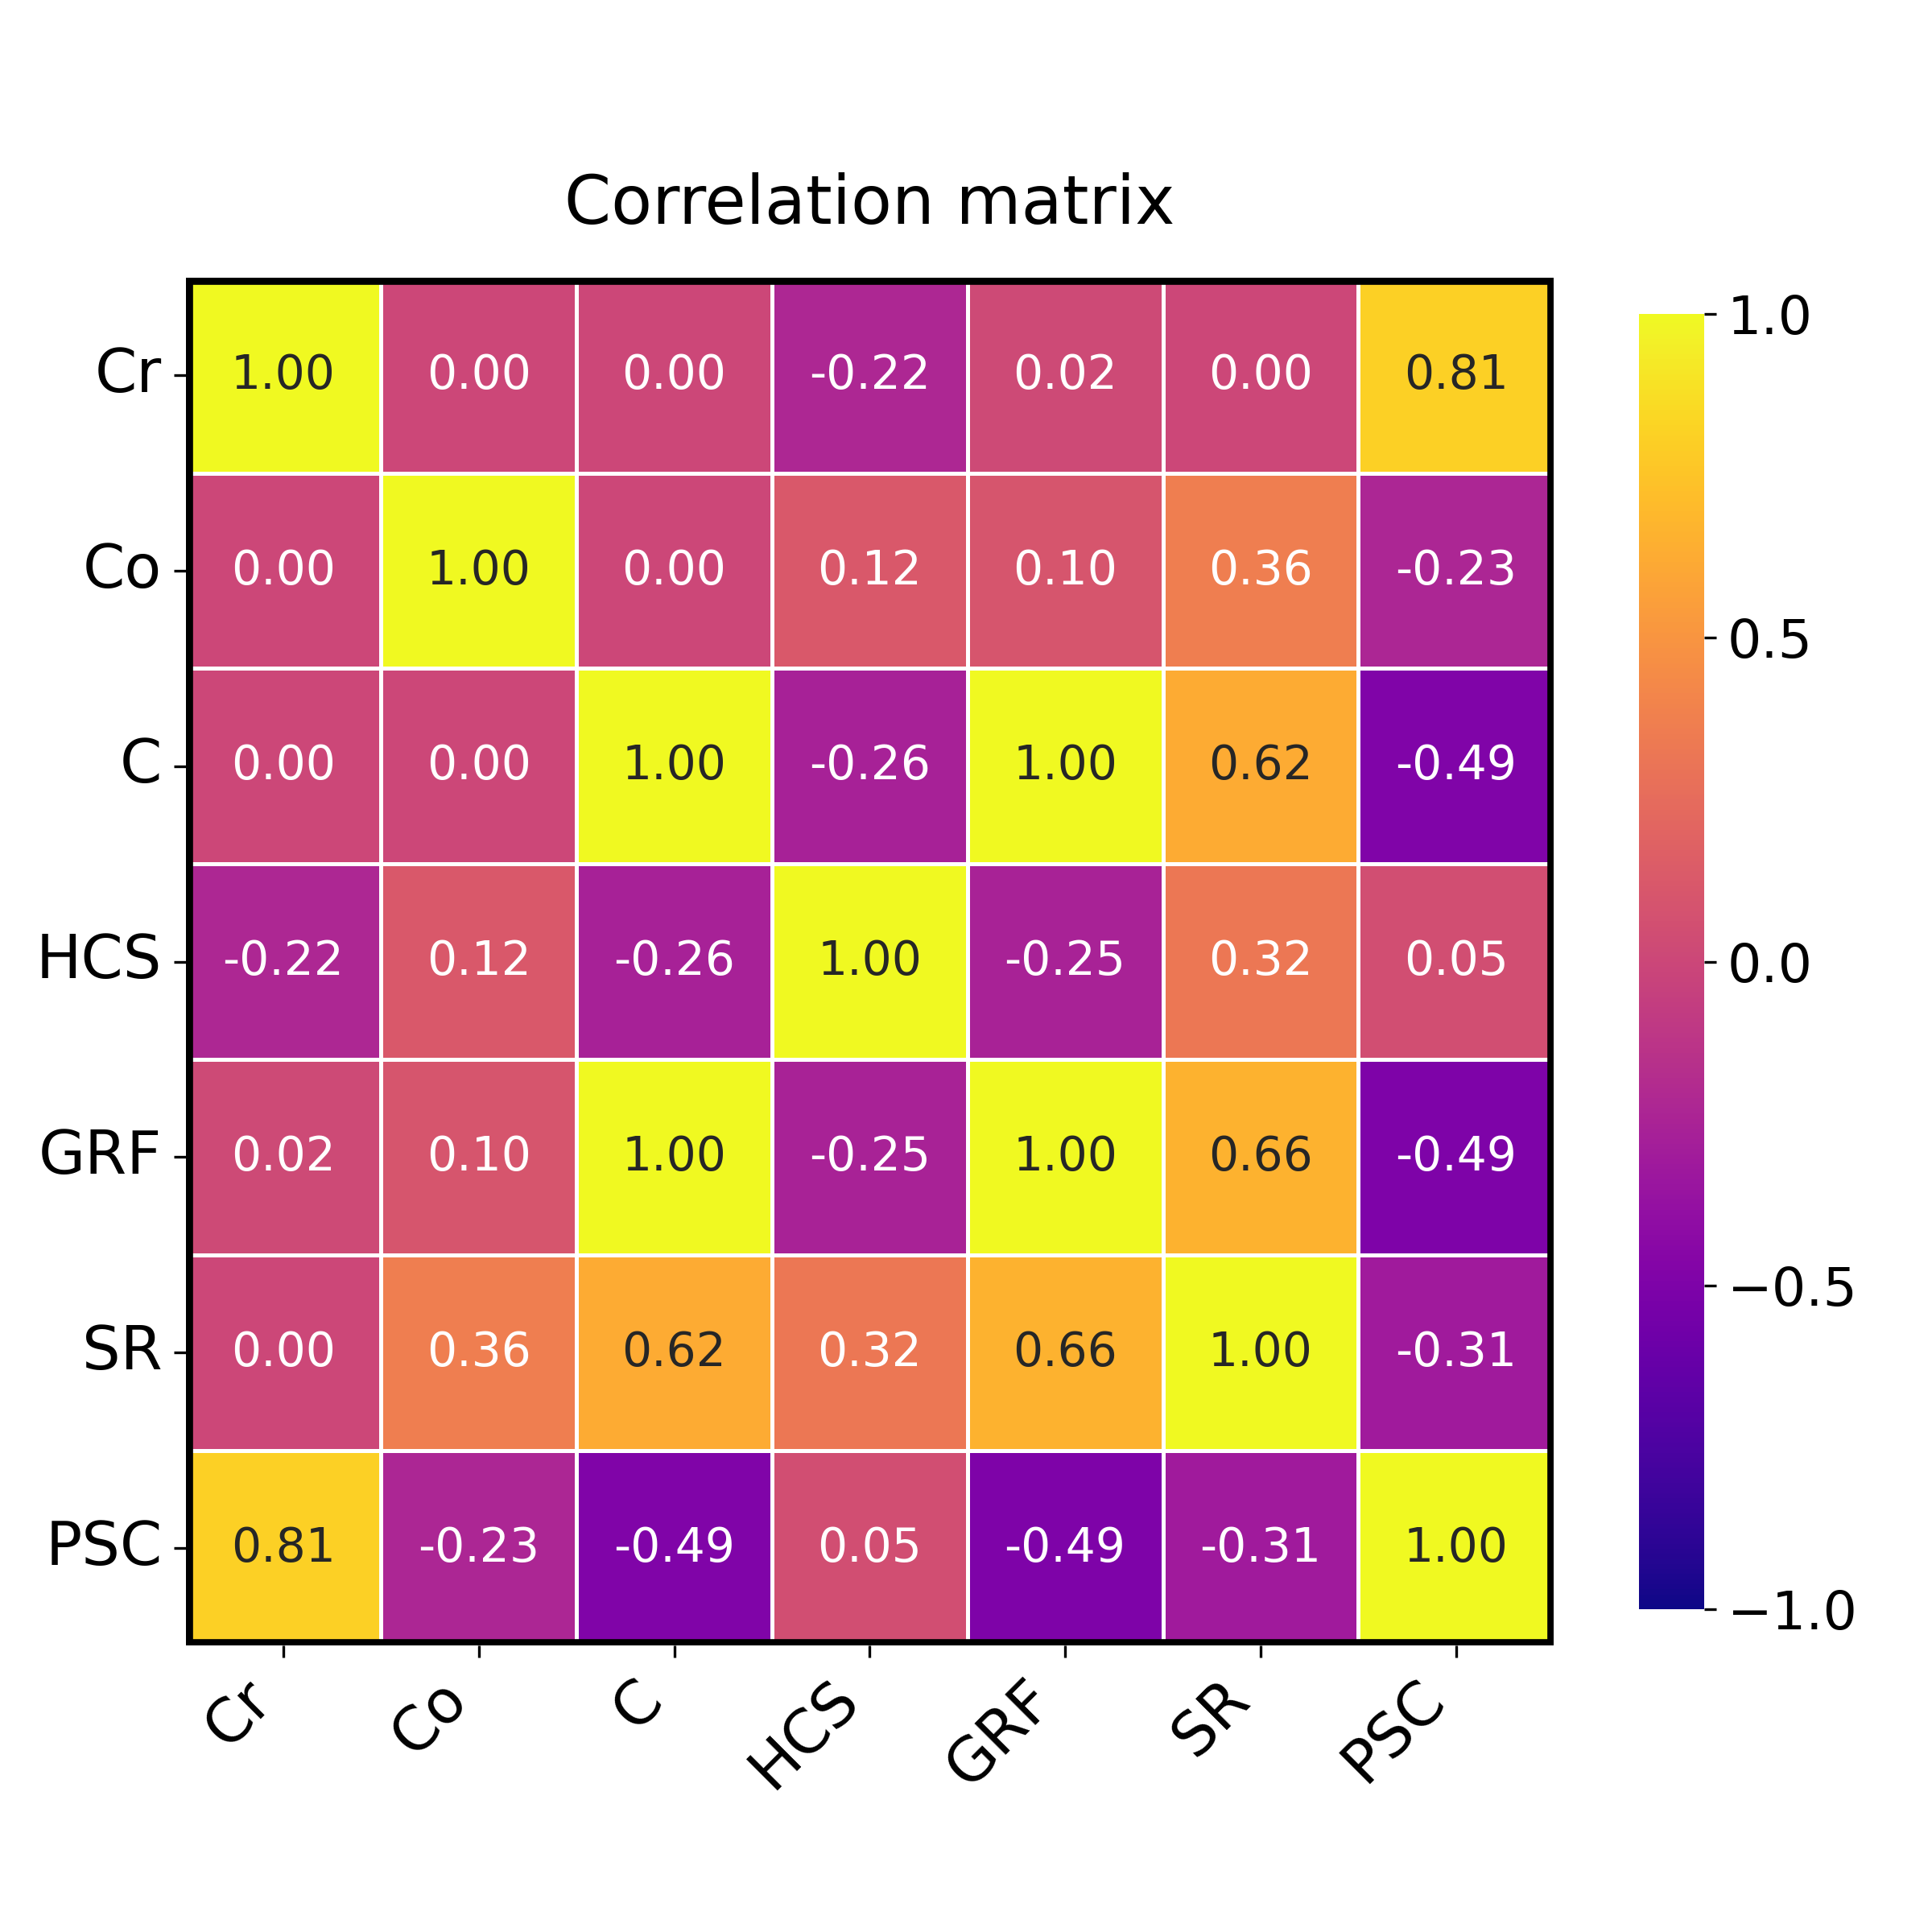 Correlation matrix
Cr 1.00 0.00 0.00 -0.22 0.02 0.00 0.81
Co 0.00 1.00 0.00 0.12 0.10 0.36 -0.23
C 0.00 0.00 1.00 -0.26 1.00 0.62 -0.49
HCS -0.22 0.12 -0.26 1.00 -0.25 0.32 0.05
GRF 0.02 0.10 1.00 -0.25 1.00 0.66 -0.49
SR 0.00 0.36 0.62 0.32 0.66 1.00 -0.31
PSC 0.81 -0.23 -0.49 0.05 -0.49 -0.31 1.00
Cr Co C HCS GRF SR PSC
1.0
0.5
0.0
−0.5
−1.0